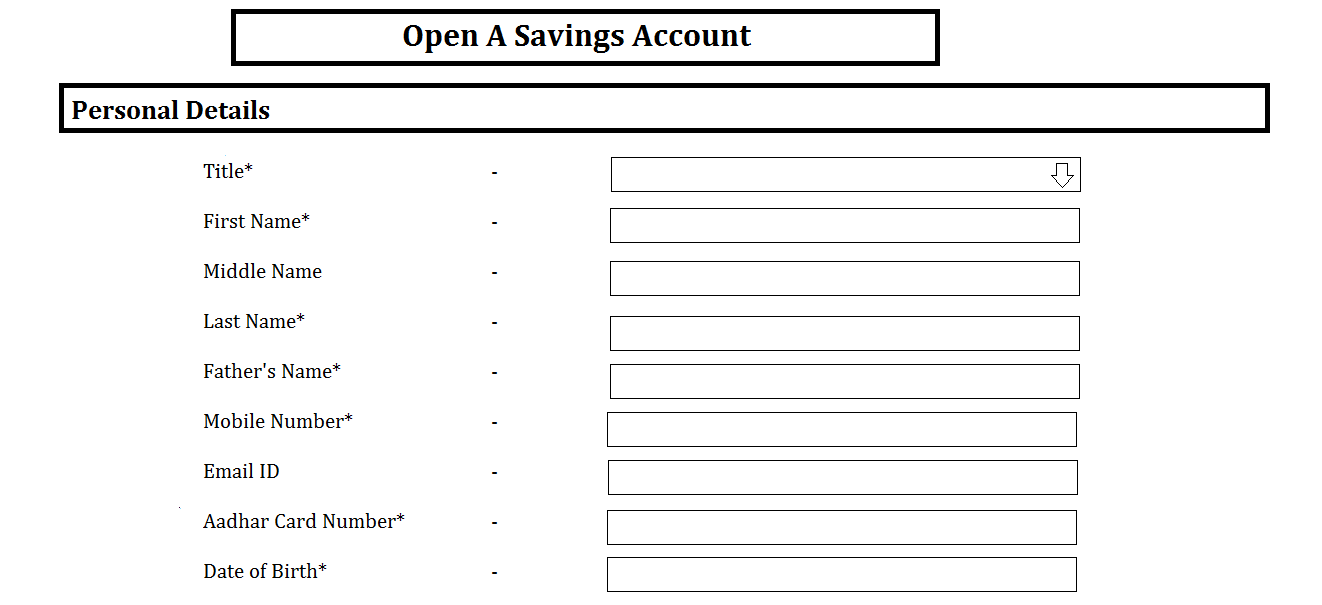 Open A Savings Account
Personal Details
Title* -
First Name* -
Middle Name -
Last Name* -
Father's Name* -
Mobile Number* -
Email ID -
Aadhar Card Number* -
Date of Birth* -